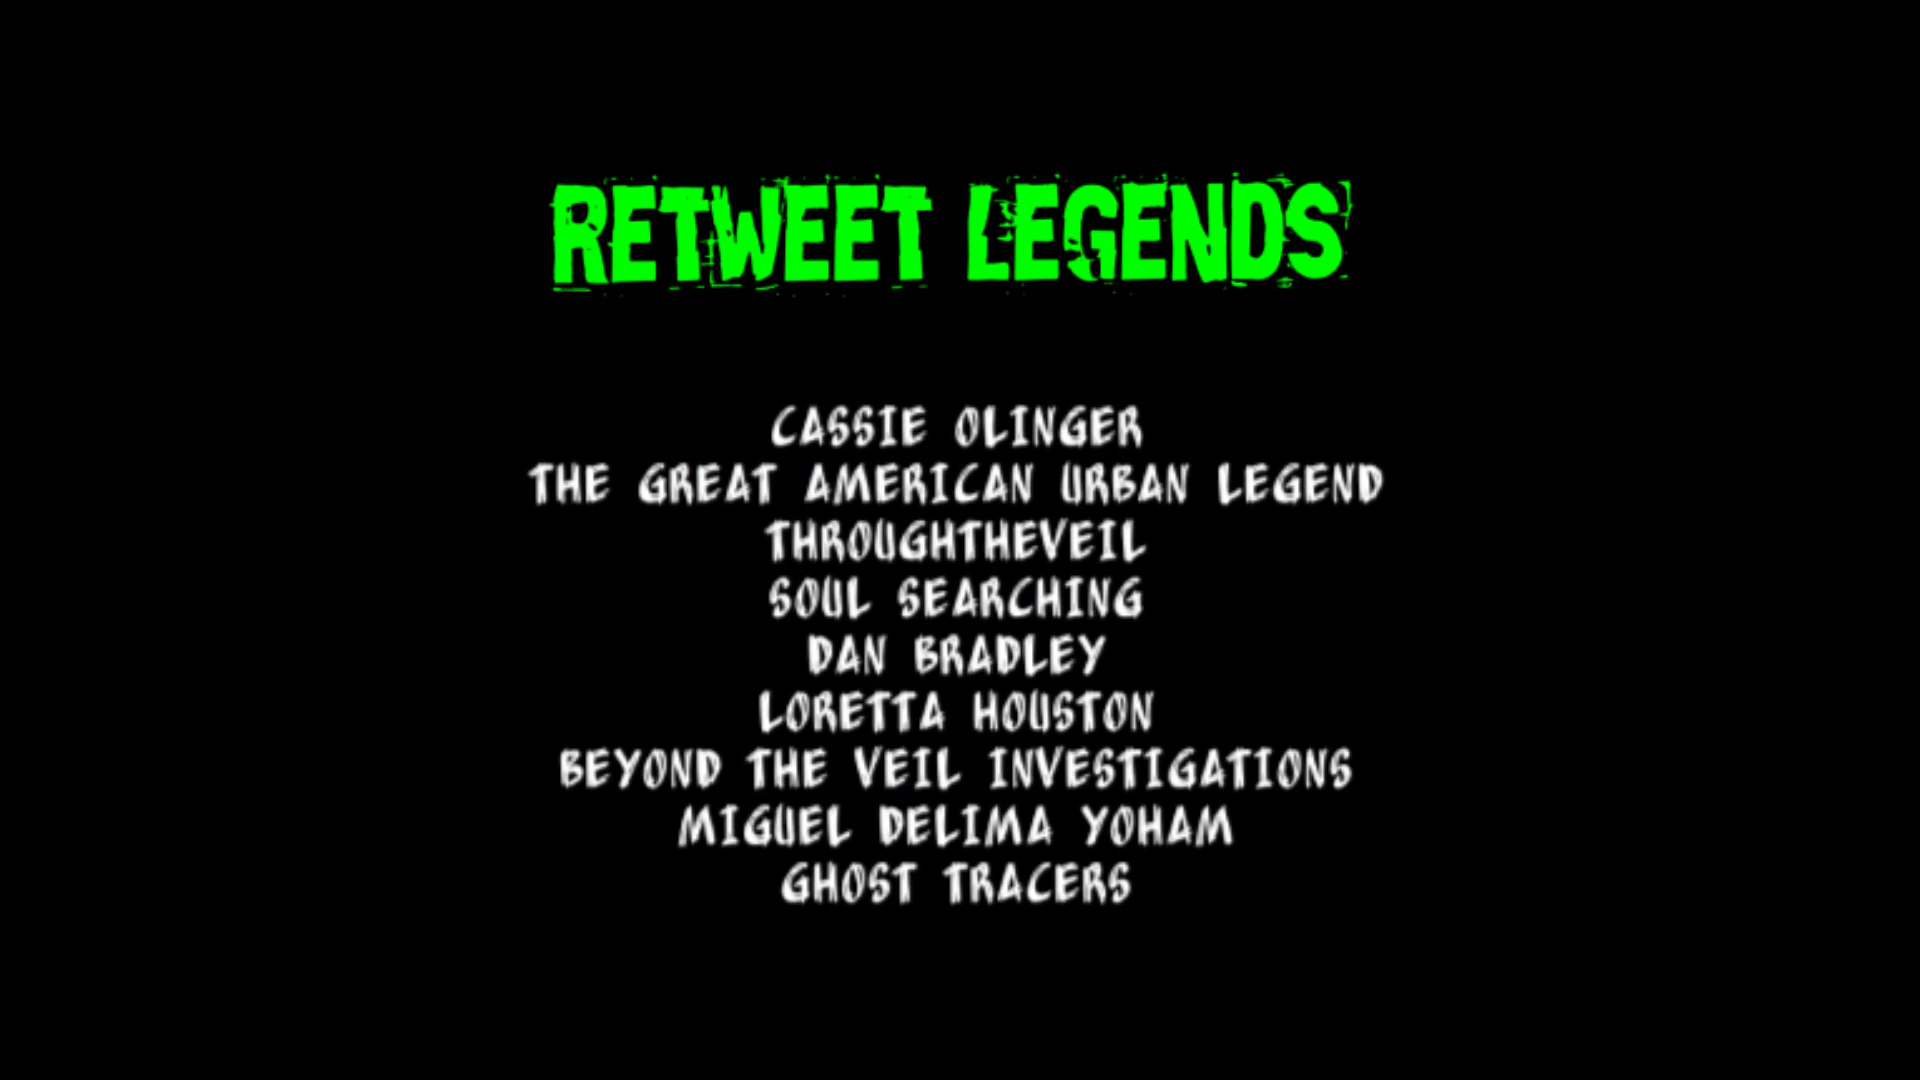 RETWEET LEGENDS
CASSIE OLINGER
THE GREAT AMERICAN URBAN LEGEND
THROUGHTHEVEIL
SOUL SEARCHING
DAN BRADLEY
LORETTA HOUSTON
BEYOND THE VEIL INVESTIGATIONS
MIGUEL DELIMA YOHAM
GHOST TRACERS